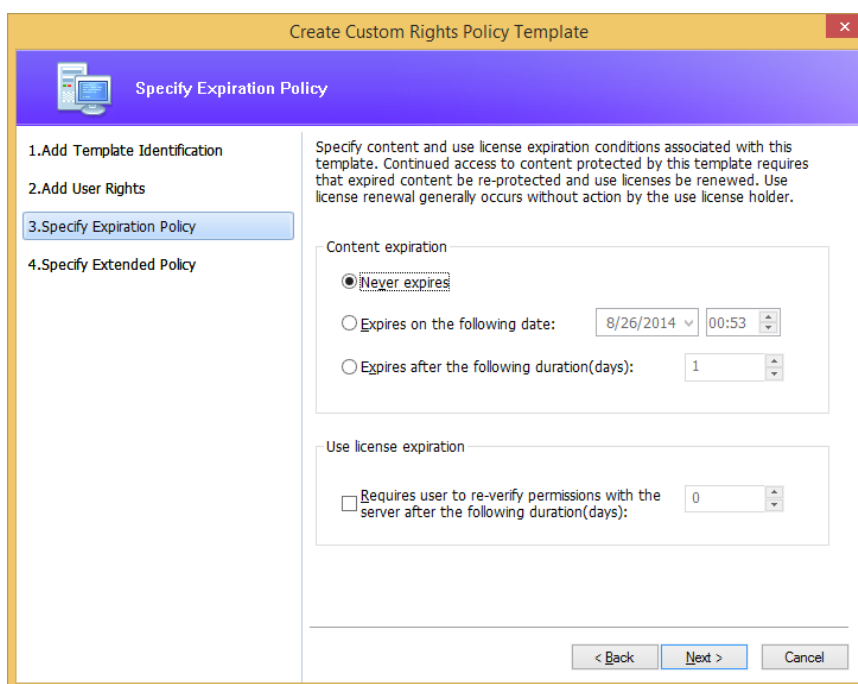 Create Custom Rights Policy Template
Specify Expiration Policy
1.Add Template Identification
2.Add User Rights
3.Specify Expiration Policy
4.Specify Extended Policy
Specify content and use license expiration conditions associated with this
template. Continued access to content protected by this template requires
that expired content be re-protected and use licenses be renewed. Use
license renewal generally occurs without action by the use license holder.
Content expiration
Never expires
Expires on the following date: 8/26/2014 00:53
Expires after the following duration(days): 1
Use license expiration
Requires user to re-verify permissions with the
server after the following duration(days): 0
< Back Next > Cancel